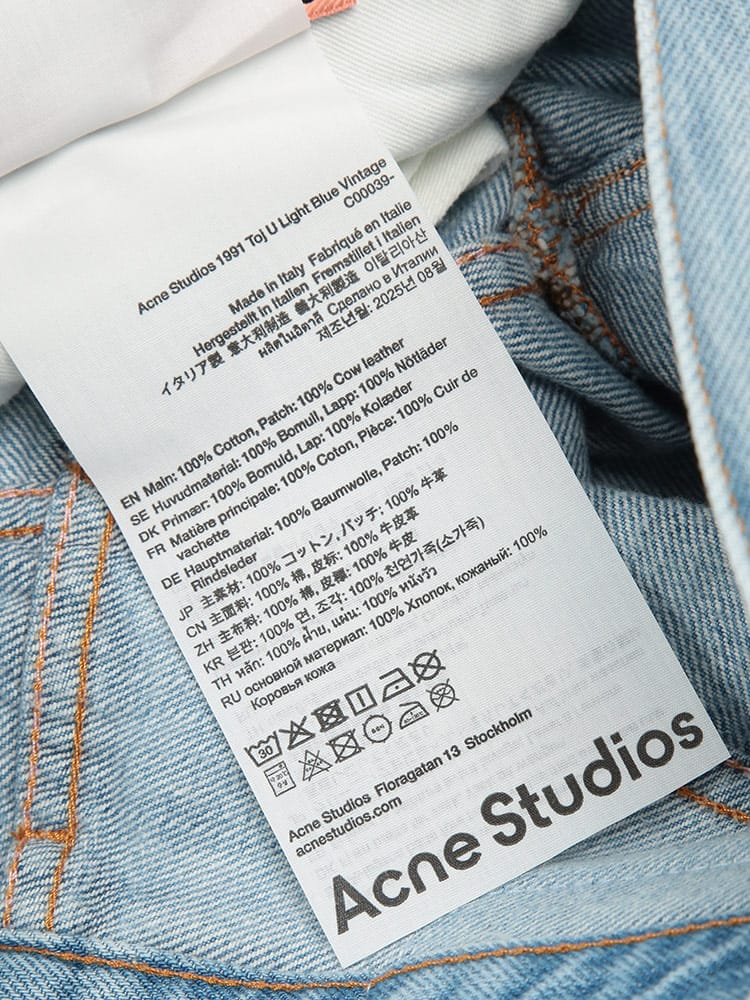 Acne Studios 1991 Toj U Light Blue Vintage
C00039-
Made in Italy Fabriqué en Italie
Hergestellt in Italien Fremstillet i Italien
イタリア製 意大利制造 義大利製造 이탈리아산
ผลิตในอิตาลี Сделано в Италии
제조년월: 2025년 08월
EN Main: 100% Cotton, Patch: 100% Cow leather
SE Huvudmaterial: 100% Bomull, Lapp: 100% Nötläder
DK Primær: 100% Bomuld, Lap: 100% Kolæder
FR Matière principale: 100% Coton, Pièce: 100% Cuir de
vachette
DE Hauptmaterial: 100% Baumwolle, Patch: 100%
Rindeleder
JP 主素材: 100% コットン, パッチ; 100% 牛革
CN 主面料: 100% 棉, 皮标: 100% 牛皮革
ZH 主布料: 100% 棉, 皮標: 100% 牛皮
KR 본판: 100% 면, 조각: 100% 천연가죽(소가죽)
TH หลัก: 100% ฝ้าย, แผน: 100% หนังวัว
RU основной материал: 100% Хлопок, кожаный: 100%
Коровья кожа
30
Acne Studios Floragatan 13 Stockholm
acnestudios.com
Acne Studios